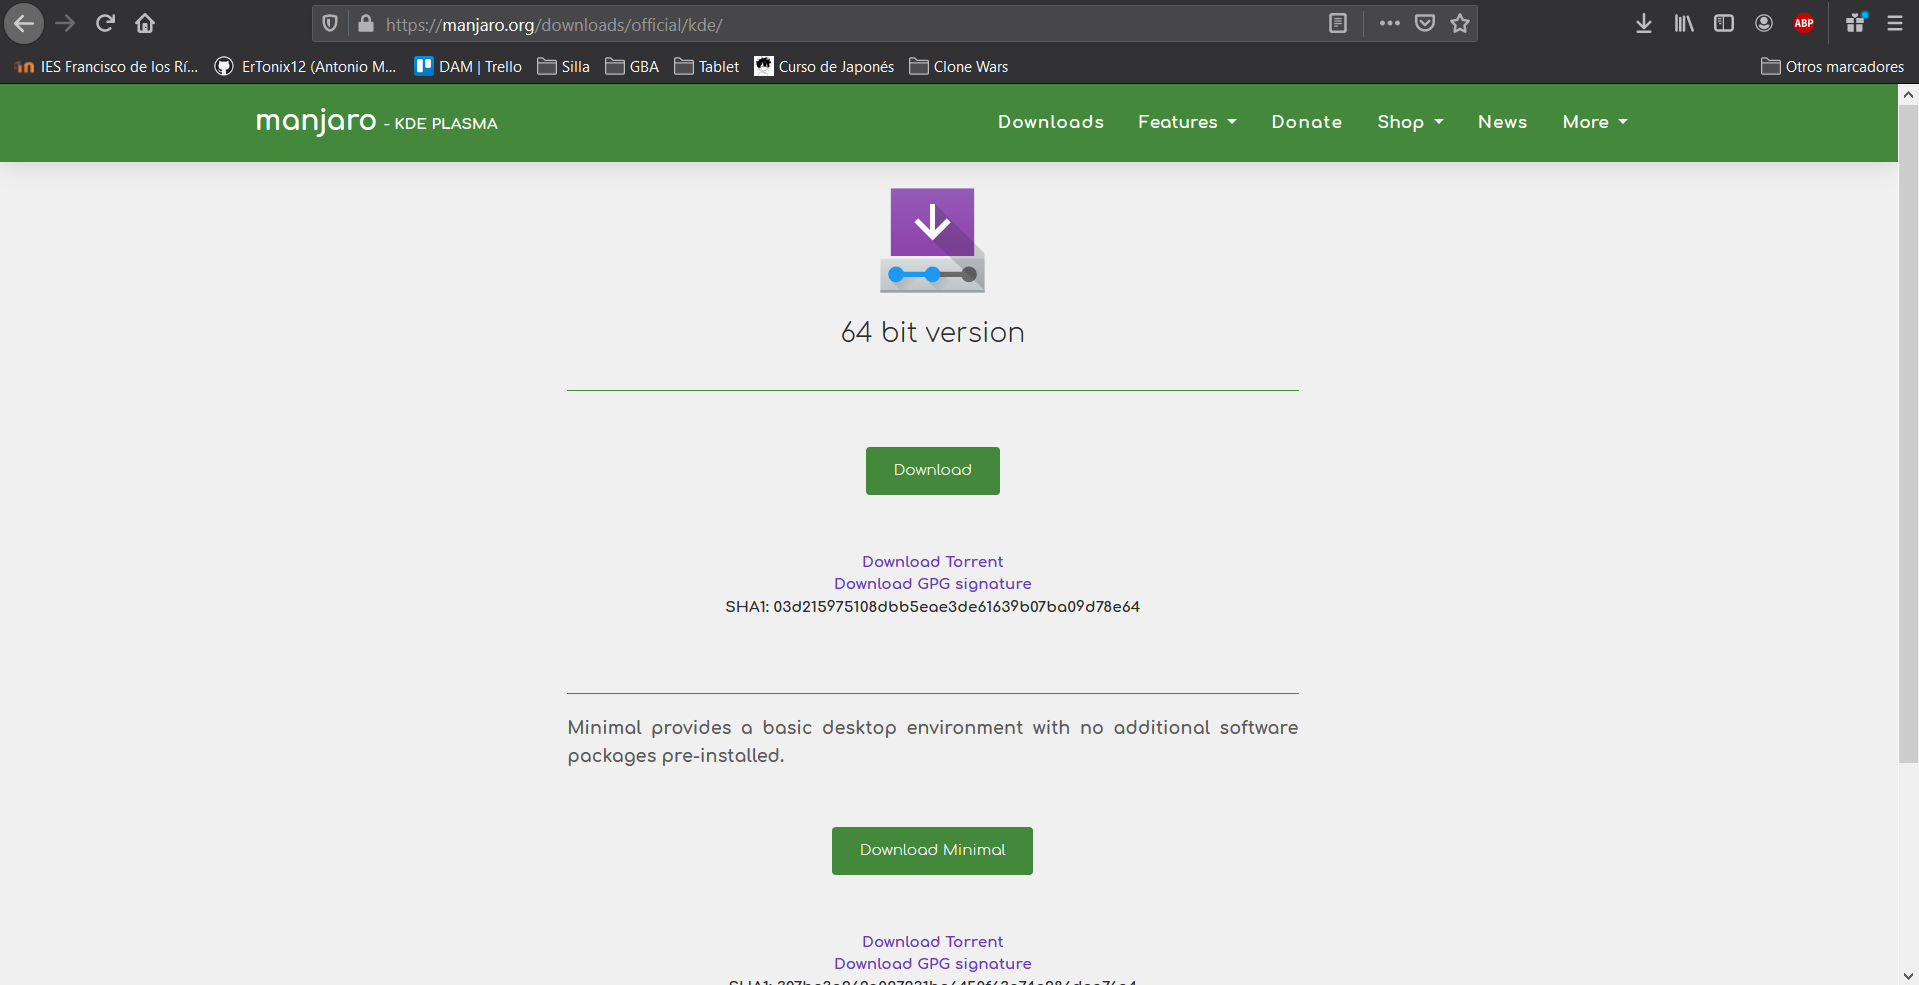 https://manjaro.org/downloads/official/kde/
ABP
IES Francisco de los Rí... ErTonix12 (Antonio M... DAM | Trello Silla GBA Tablet Curso de Japonés Clone Wars Otros marcadores
manjaro - KDE PLASMA Downloads Features Donate Shop News More
64 bit version
Download
Download Torrent
Download GPG signature
SHA1: 03d215975108dbb5eae3de61639b07ba09d78e64
Minimal provides a basic desktop environment with no additional software
packages pre-installed.
Download Minimal
Download Torrent
Download GPG signature
SHA1: